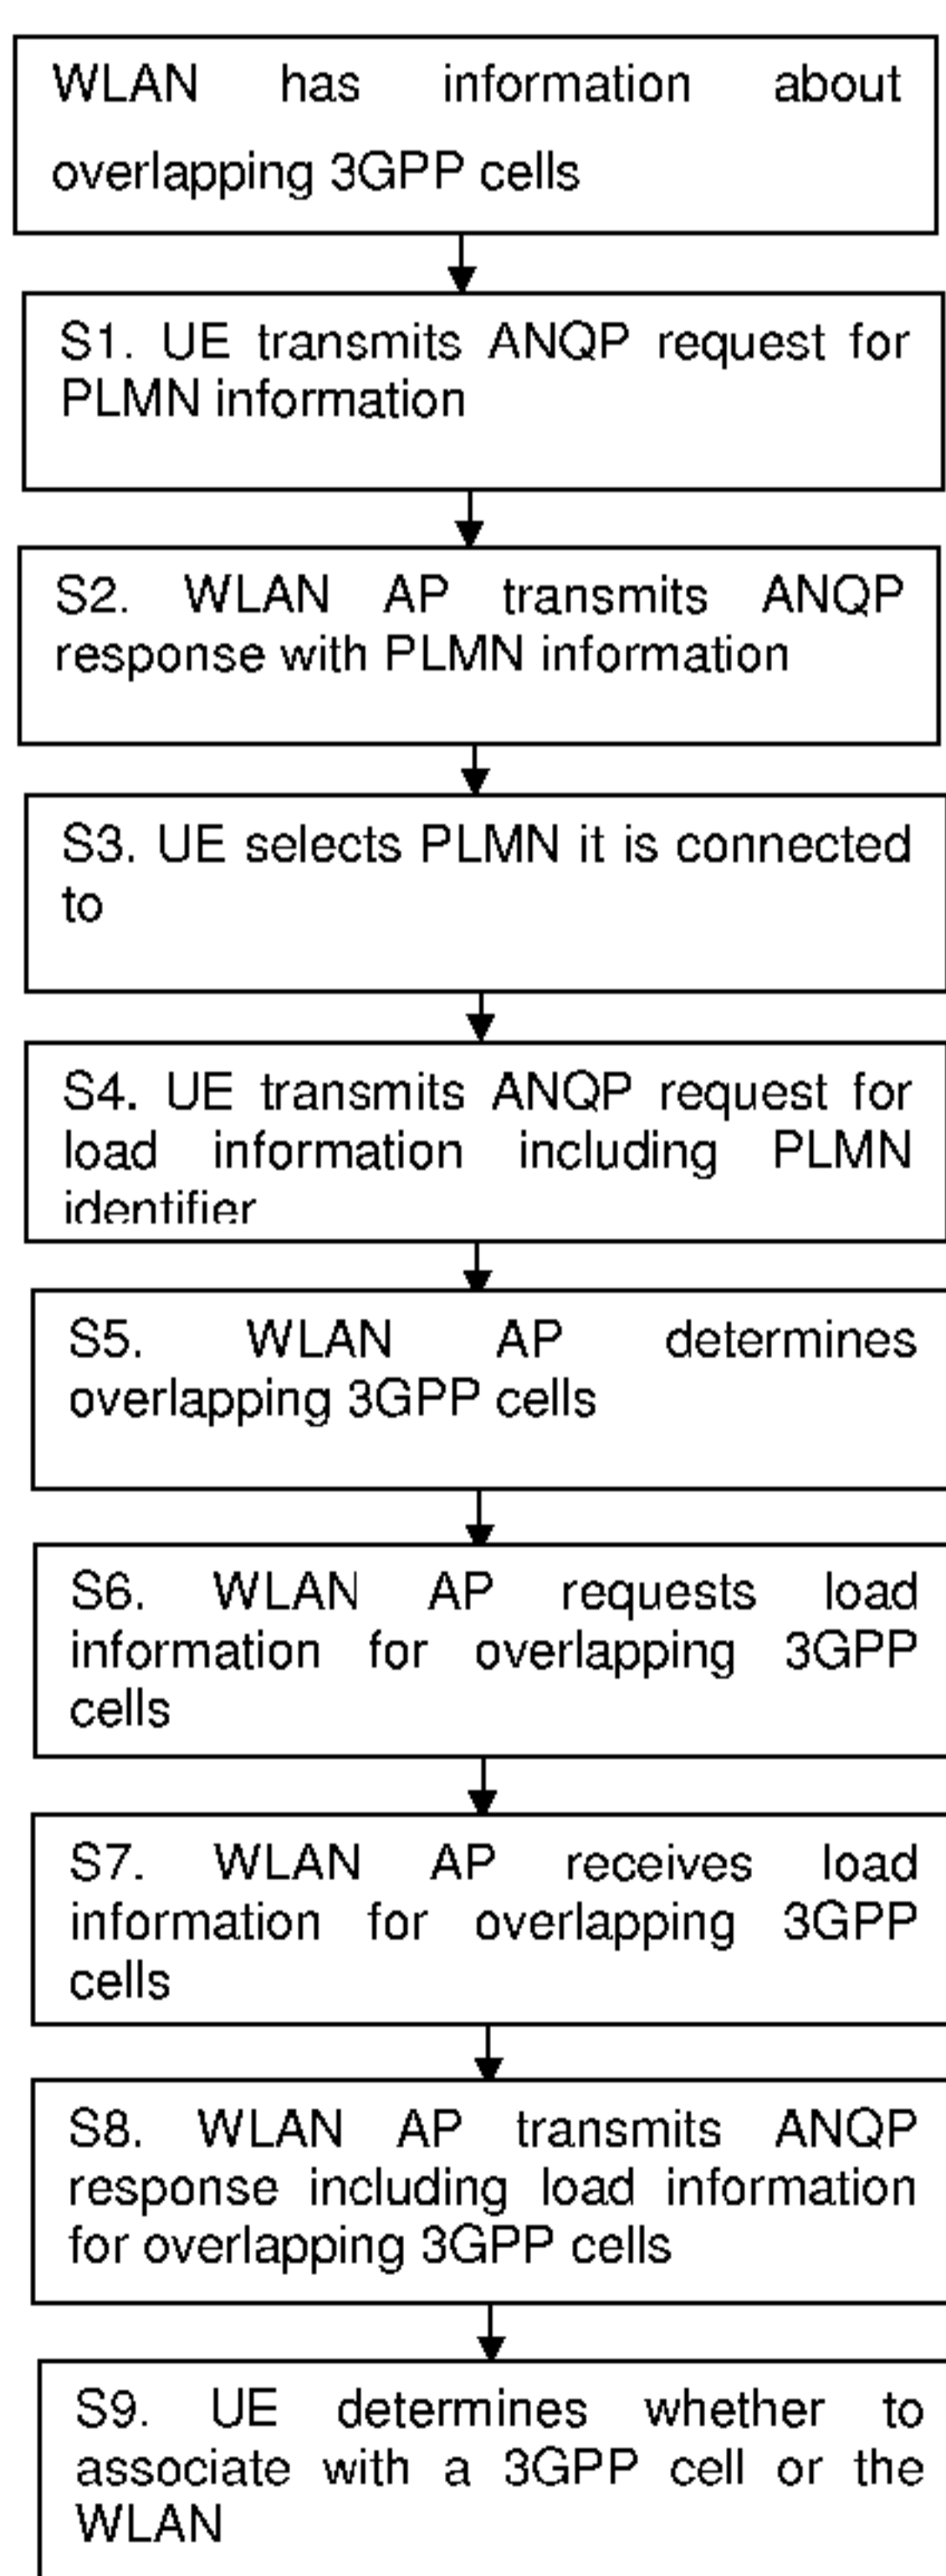 WLAN has information about
overlapping 3GPP cells
S1. UE transmits ANQP request for
PLMN information
S2. WLAN AP transmits ANQP
response with PLMN information
S3. UE selects PLMN it is connected
to
S4. UE transmits ANQP request for
load information including PLMN
identifier
S5. WLAN AP determines
overlapping 3GPP cells
S6. WLAN AP requests load
information for overlapping 3GPP
cells
S7. WLAN AP receives load
information for overlapping 3GPP
cells
S8. WLAN AP transmits ANQP
response including load information
for overlapping 3GPP cells
S9. UE determines whether to
associate with a 3GPP cell or the
WLAN